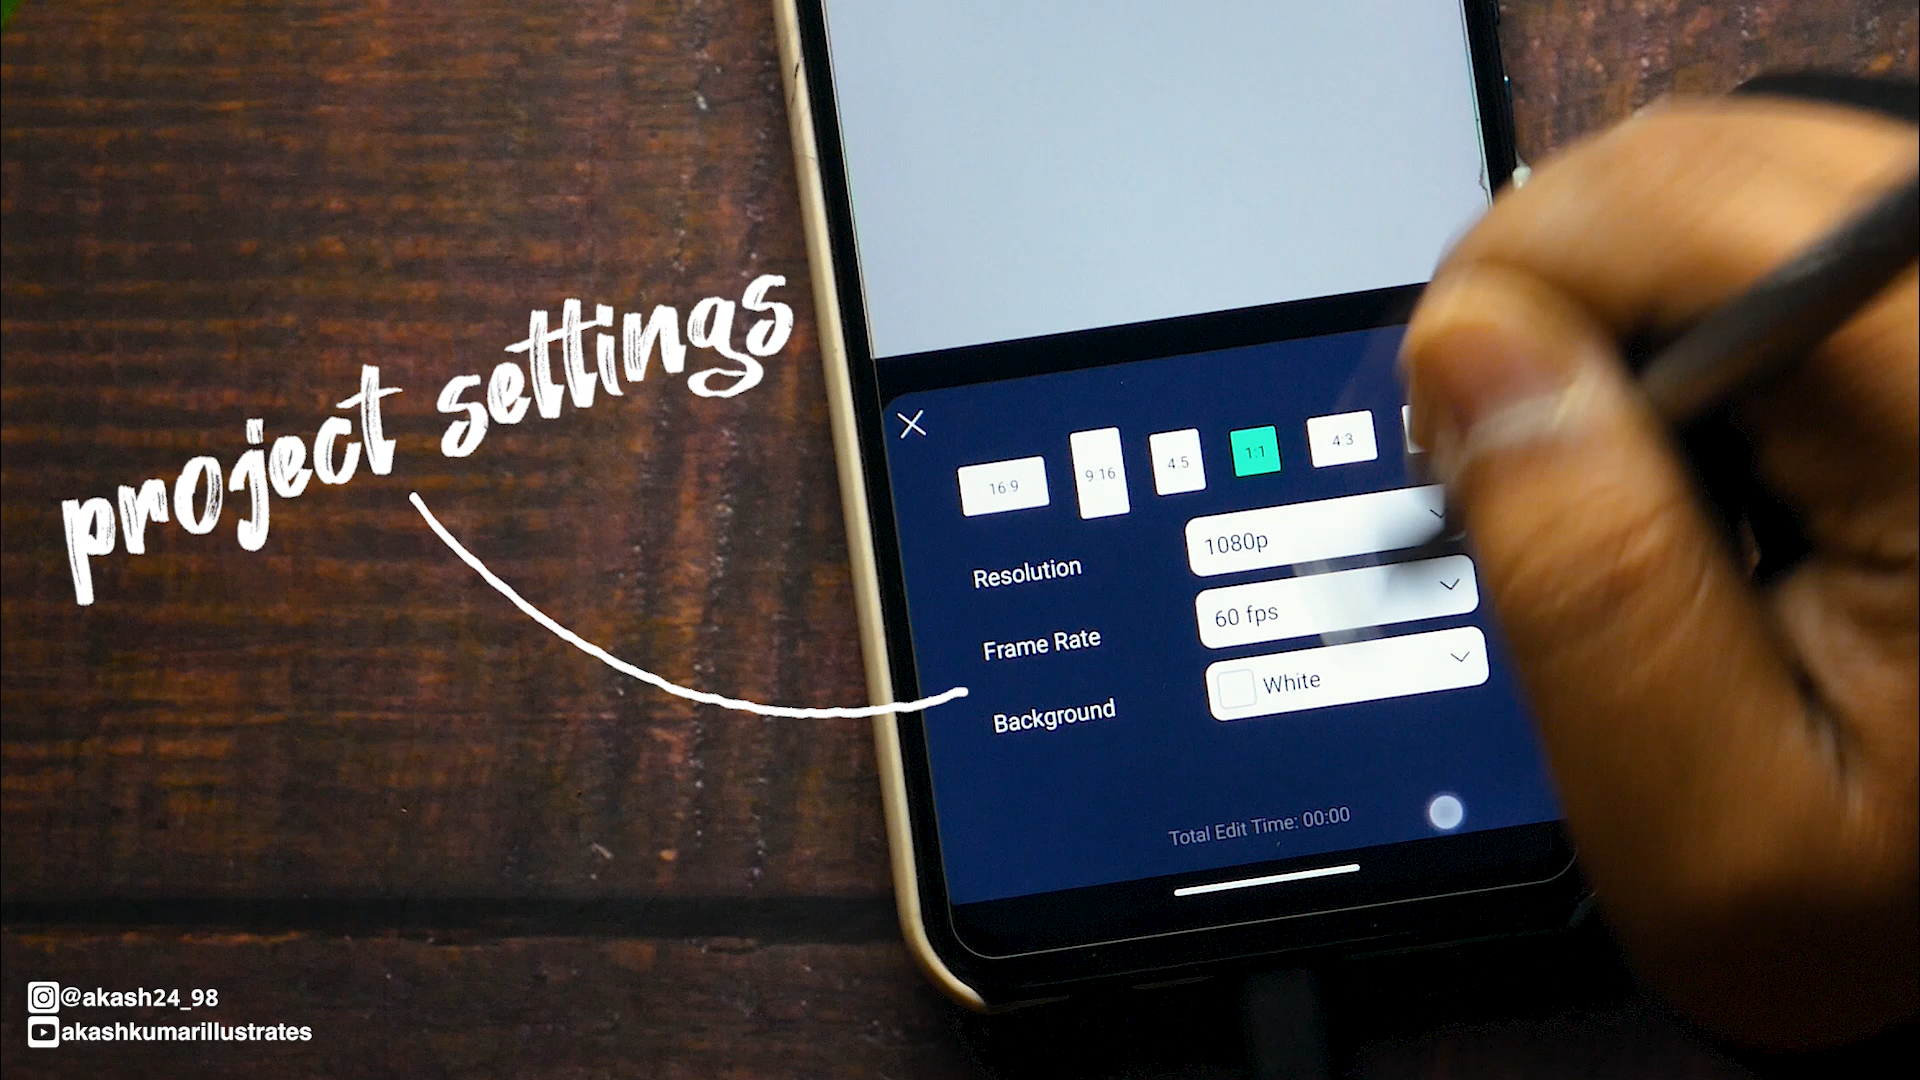 project settings
16:9
9:16
4:5
1:1
4:3
Resolution
1080p
Frame Rate
60 fps
Background
White
Total Edit Time: 00:00
@akash24_98
akashkumarillustrates